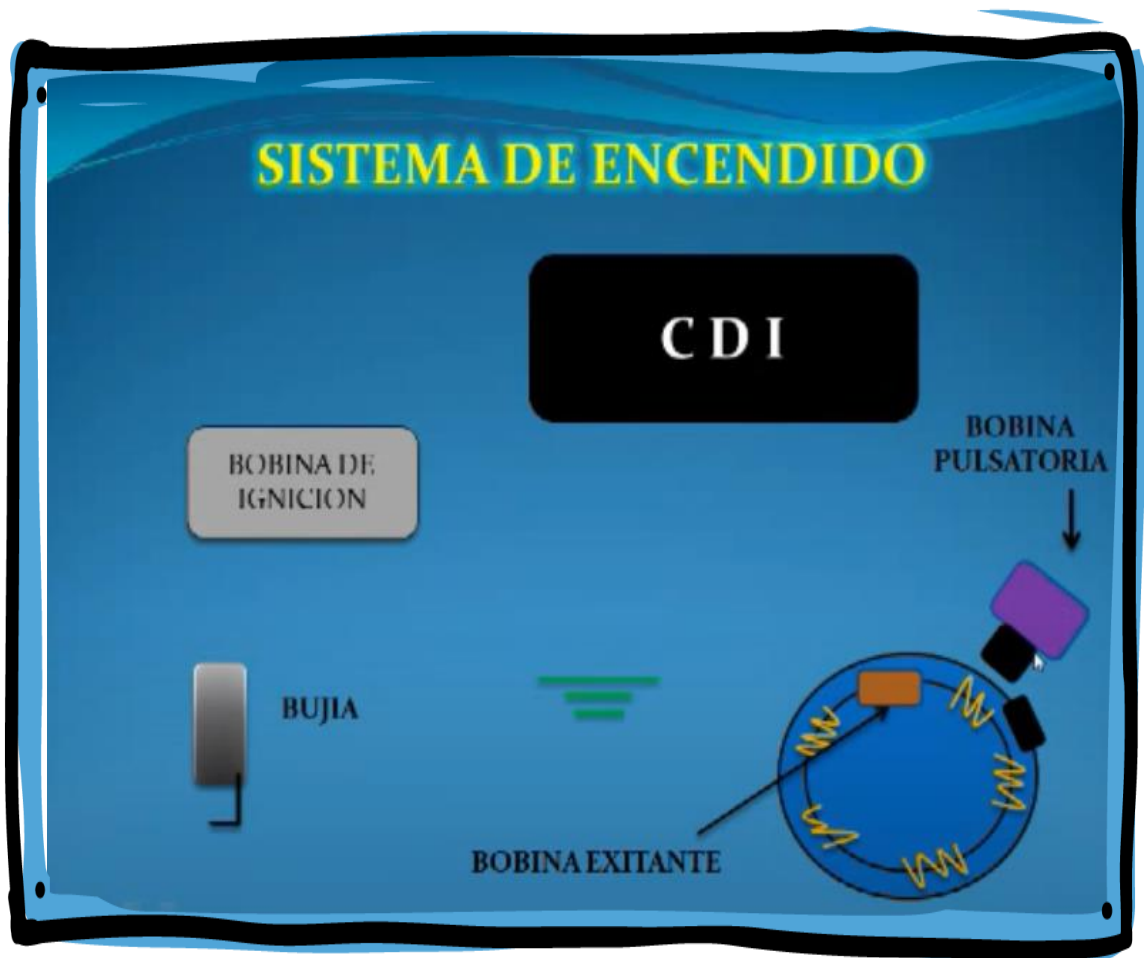 SISTEMA DE ENCENDIDO
C D I
BOBINA
PULSATORIA
BOBINA DE
IGNICION
BUJIA
BOBINA EXITANTE